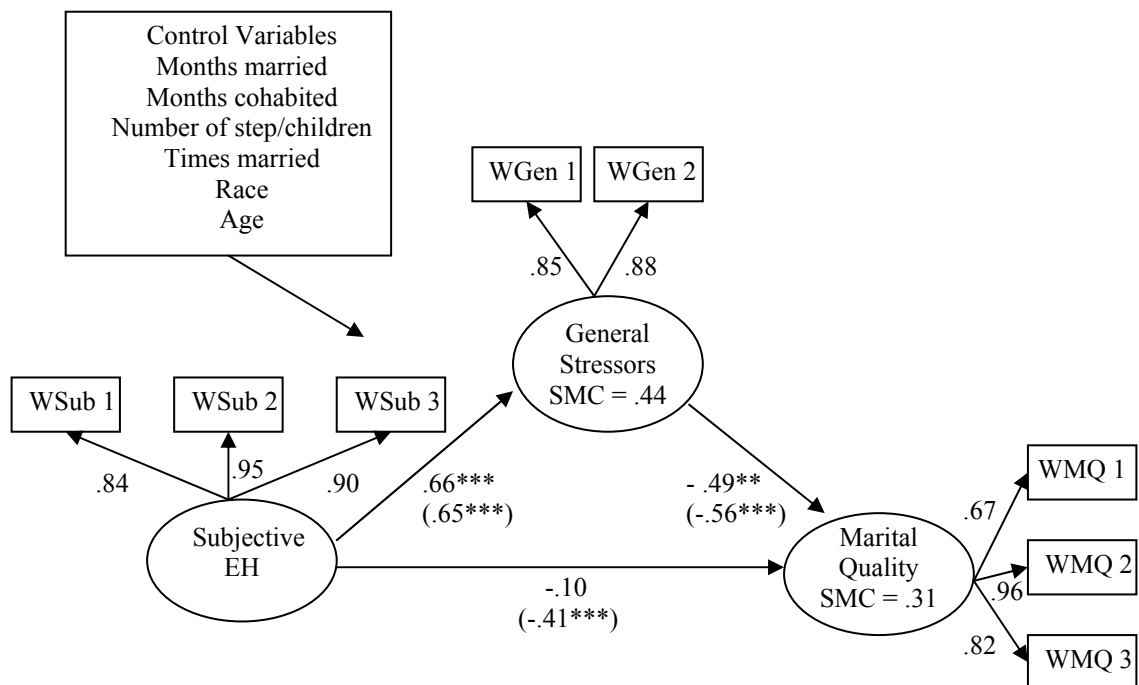 Control Variables
Months married
Months cohabited
Number of step/children
Times married
Race
Age
WGen 1
WGen 2
.85
.88
General
Stressors
SMC = .44
WSub 1
WSub 2
WSub 3
.84
.95
.90
.66***
(.65***)
- .49**
(-.56***)
WMQ 1
.67
Subjective
EH
Marital
Quality
SMC = .31
WMQ 2
.96
-.10
(-.41***)
.82
WMQ 3